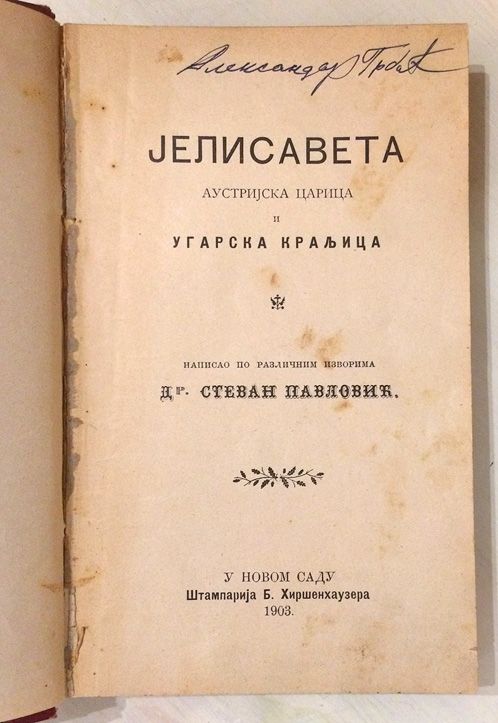 Александар Грбић
ЈЕЛИСАВЕТА
АУСТРИЈСКА ЦАРИЦА
И
УГАРСКА КРАЉИЦА
НАПИСАО ПО РАЗЛИЧНИМ ИЗВОРИМА
Др. СТЕВАН ПАВЛОВИЋ.
У НОВОМ САДУ
Штампарија Б. Хиршенхаузера
1903.